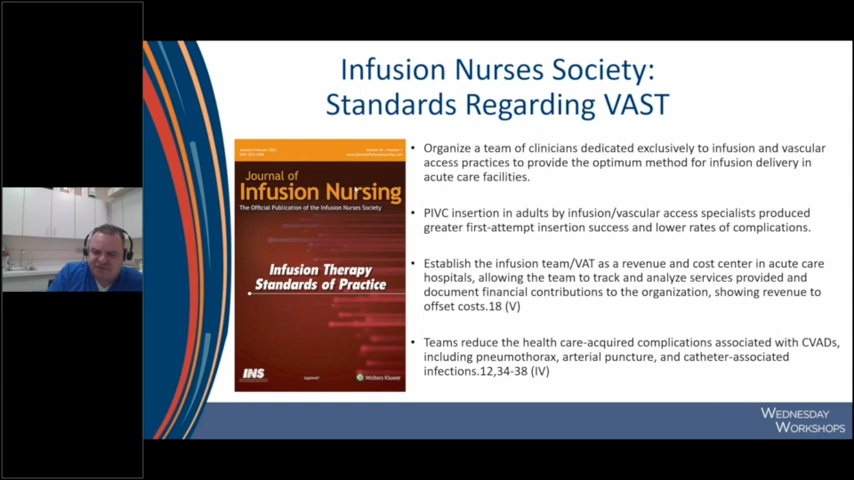 Infusion Nurses Society:
Standards Regarding VAST
Journal of
Infusion Nursing
The Official Publication of the Infusion Nurses Society
Infusion Therapy
Standards of Practice
INS
Wolters Kluwer
• Organize a team of clinicians dedicated exclusively to infusion and vascular
access practices to provide the optimum method for infusion delivery in
acute care facilities.
• PIVC insertion in adults by infusion/vascular access specialists produced
greater first-attempt insertion success and lower rates of complications.
• Establish the infusion team/VAT as a revenue and cost center in acute care
hospitals, allowing the team to track and analyze services provided and
document financial contributions to the organization, showing revenue to
offset costs.18 (V)
• Teams reduce the health care-acquired complications associated with CVADs,
including pneumothorax, arterial puncture, and catheter-associated
infections.12,34-38 (IV)
WEDNESDAY
WORKSHOPS